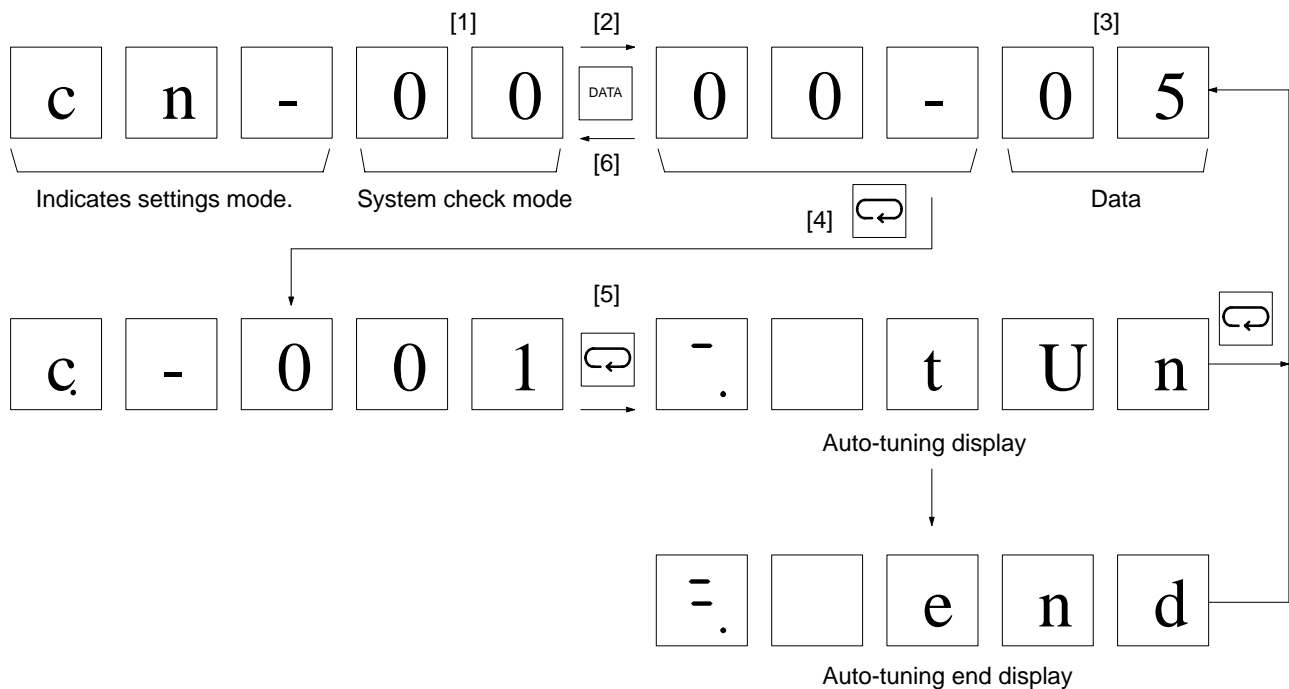 [1] [2] [3]
c n - 0 0 DATA 0 0 - 0 5
[6]
Indicates settings mode. System check mode Data
[4]
[5]
c. - 0 0 1 t U n
Auto-tuning display
e n d
Auto-tuning end display